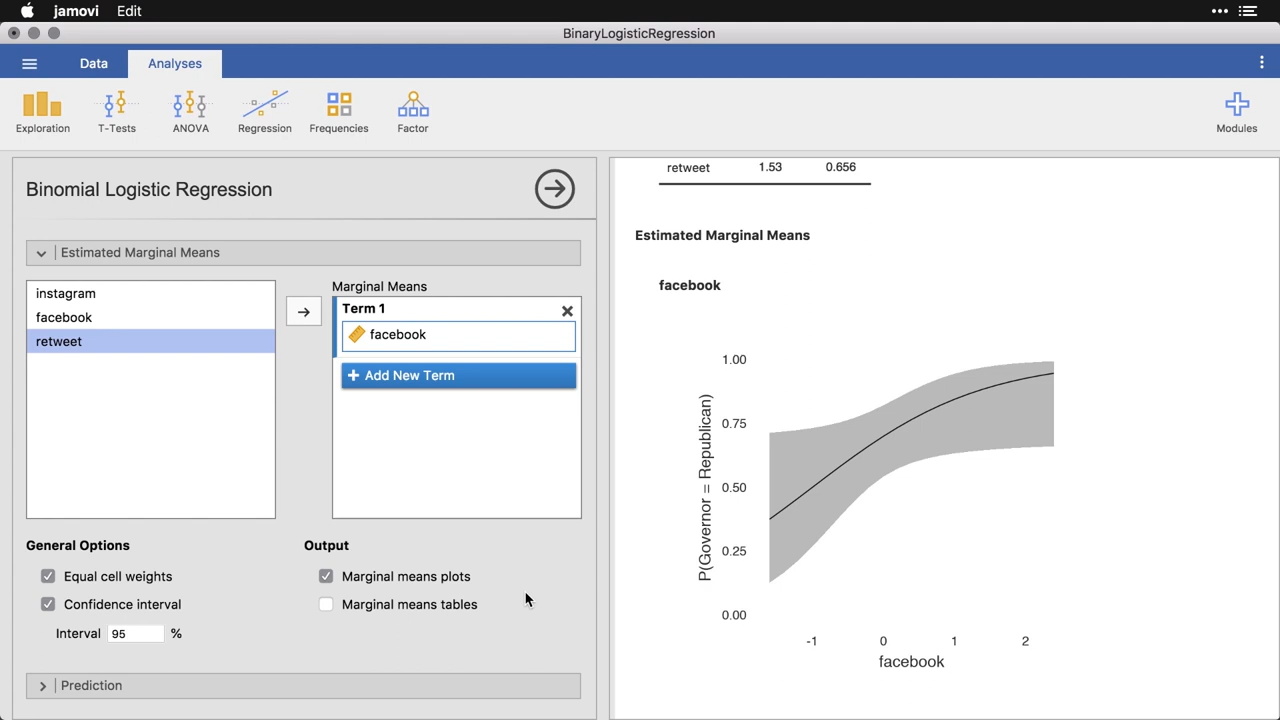 jamovi Edit
BinaryLogisticRegression
Data Analyses
Exploration T-Tests ANOVA Regression Frequencies Factor Modules
Binomial Logistic Regression
Estimated Marginal Means
instagram
facebook
retweet
Marginal Means
Term 1
facebook
Add New Term
General Options
Equal cell weights
Confidence interval
Interval 95 %
Output
Marginal means plots
Marginal means tables
Prediction
retweet 1.53 0.656
Estimated Marginal Means
facebook
P(Governor = Republican)
1.00
0.75
0.50
0.25
0.00
-1 0 1 2
facebook